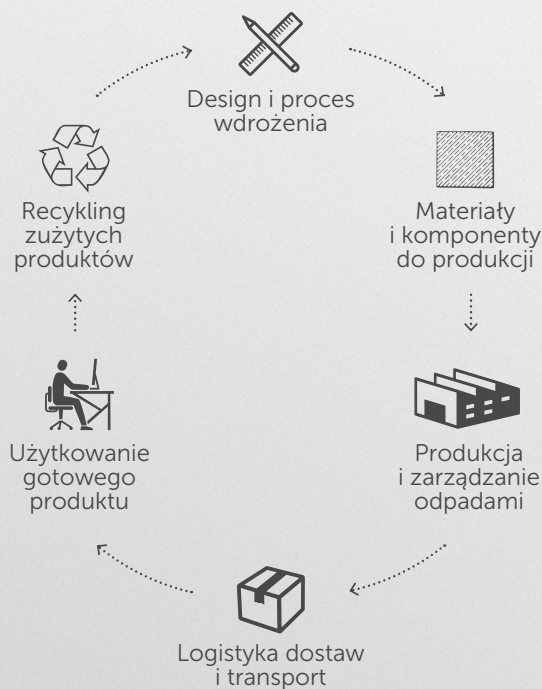 Design i proces
wdrożenia
Materiały
i komponenty
do produkcji
Produkcja
i zarządzanie
odpadami
Logistyka dostaw
i transport
Użytkowanie
gotowego
produktu
Recykling
zużytych
produktów